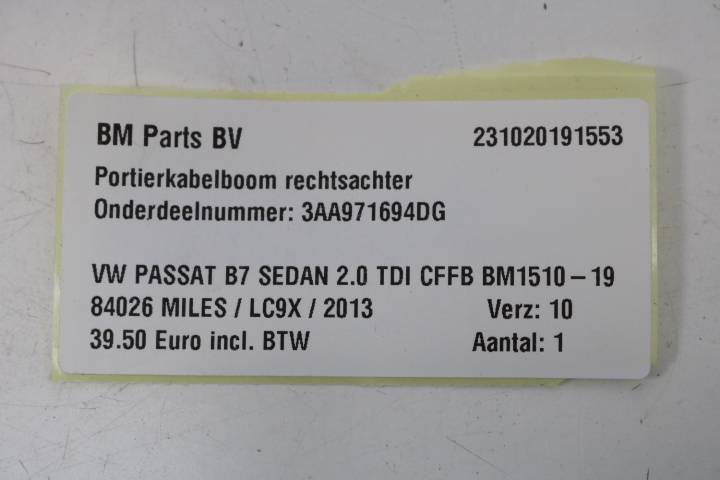 BM Parts BV 231020191553
Portierkabelboom rechtsachter
Onderdeelnummer: 3AA971694DG
VW PASSAT B7 SEDAN 2.0 TDI CFFB BM1510-19
84026 MILES / LC9X / 2013 Verz: 10
39.50 Euro incl. BTW Aantal: 1